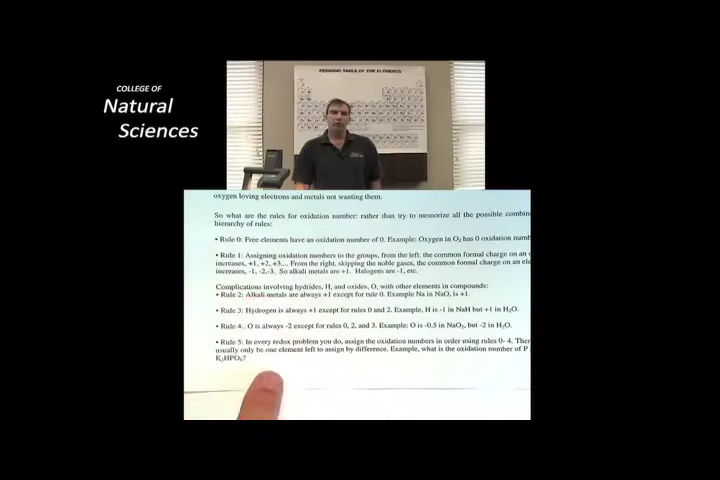 COLLEGE OF
Natural
Sciences
PERIODIC TABLE OF THE ELEMENTS
oxygen loving electrons and metals not wanting them.
So what are the rules for oxidation number: rather than try to memorize all the possible combin
hierarchy of rules:
• Rule 0: Free elements have an oxidation number of 0. Example: Oxygen in O₂ has 0 oxidation numb
• Rule 1: Assigning oxidation numbers to the groups, from the left, the common formal charge on an
increases, +1, +2, +3.... From the right, skipping the noble gases, the common formal charge on an ele
increases, -1, -2,-3. So alkali metals are +1. Halogens are -1, etc.
Complications involving hydrides, H, and oxides, O, with other elements in compounds:
• Rule 2: Alkali metals are always +1 except for rule 0. Example Na in NaO, is +1.
• Rule 3: Hydrogen is always +1 except for rules 0 and 2. Example, H is -1 in NaH but +1 in H₂O.
• Rule 4:. O is always -2 except for rules 0, 2, and 3. Example: O is -0.5 in NaO₂, but -2 in H₂O.
• Rule 5: In every redox problem you do, assign the oxidation numbers in order using rules 0- 4. Ther
usually only be one element left to assign by difference. Example, what is the oxidation number of P
K₂HPO₄?